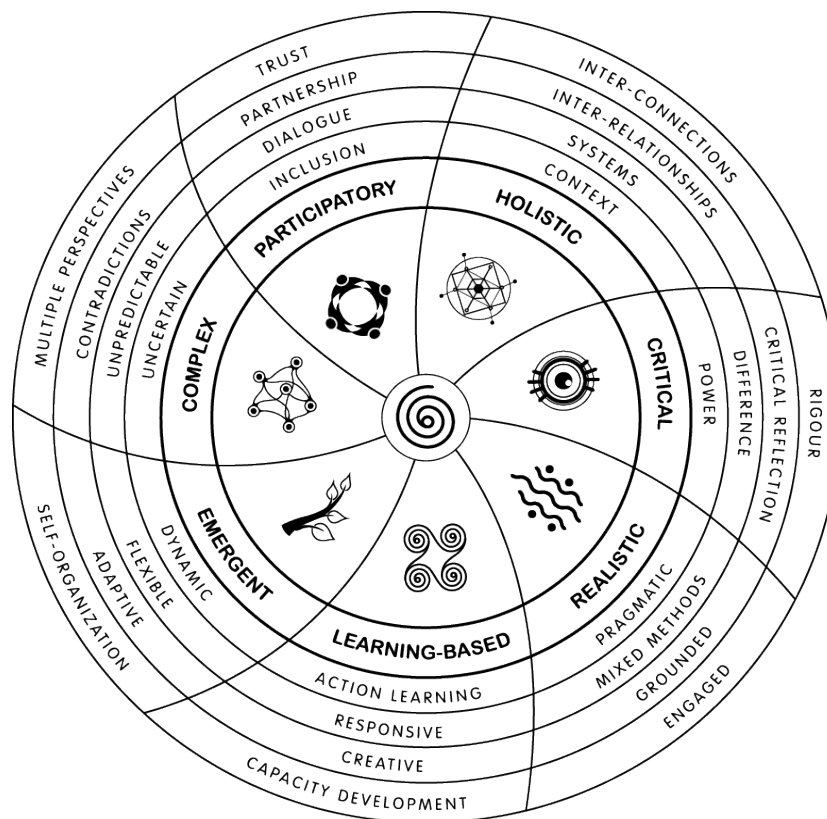 TRUST
PARTNERSHIP
DIALOGUE
INCLUSION
PARTICIPATORY
INTER-CONNECTIONS
INTER-RELATIONSHIPS
SYSTEMS
CONTEXT
HOLISTIC
RIGOUR
CRITICAL REFLECTION
DIFFERENCE
POWER
CRITICAL
ENGAGED
GROUNDED
MIXED METHODS
PRAGMATIC
REALISTIC
LEARNING-BASED
ACTION LEARNING
RESPONSIVE
CREATIVE
CAPACITY DEVELOPMENT
EMERGENT
DYNAMIC
FLEXIBLE
ADAPTIVE
SELF-ORGANIZATION
MULTIPLE PERSPECTIVES
CONTRADICTIONS
UNPREDICTABLE
UNCERTAIN
COMPLEX